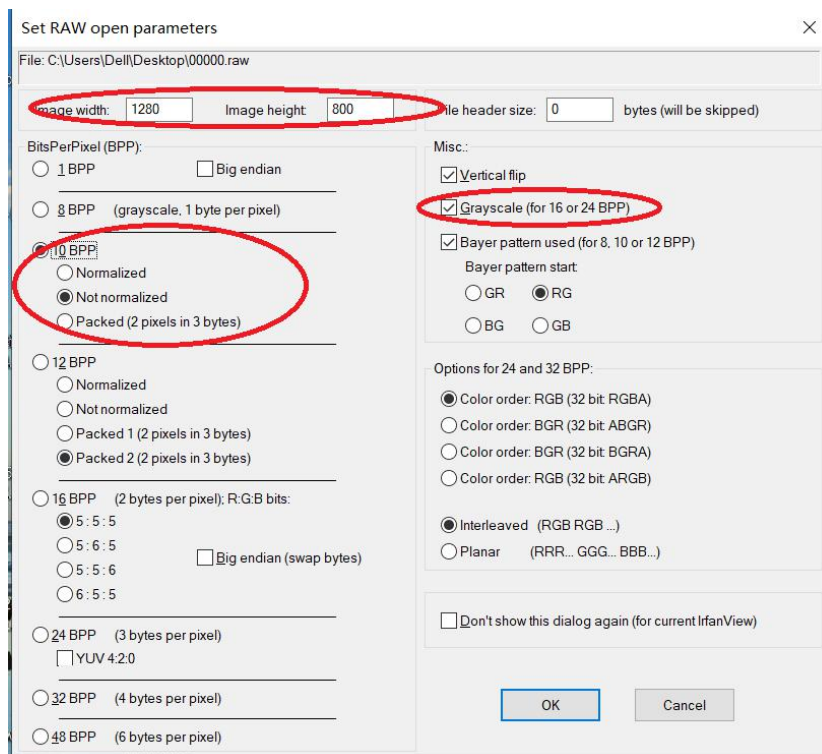 Set RAW open parameters
File: C:\Users\Dell\Desktop\00000.raw
Image width: 1280 Image height: 800
File header size: 0 bytes (will be skipped)
BitsPerPixel (BPP):
1 BPP Big endian
8 BPP (grayscale, 1 byte per pixel)
10 BPP
Normalized
Not normalized
Packed (2 pixels in 3 bytes)
12 BPP
Normalized
Not normalized
Packed 1 (2 pixels in 3 bytes)
Packed 2 (2 pixels in 3 bytes)
16 BPP (2 bytes per pixel); R:G:B bits:
5 : 5 : 5
5 : 6 : 5
5 : 5 : 6
6 : 5 : 5
Big endian (swap bytes)
24 BPP (3 bytes per pixel)
YUV 4:2:0
32 BPP (4 bytes per pixel)
48 BPP (6 bytes per pixel)
Misc.:
Vertical flip
Grayscale (for 16 or 24 BPP)
Bayer pattern used (for 8, 10 or 12 BPP)
Bayer pattern start:
GR RG
BG GB
Options for 24 and 32 BPP:
Color order: RGB (32 bit: RGBA)
Color order: BGR (32 bit: ABGR)
Color order: BGR (32 bit: BGRA)
Color order: RGB (32 bit: ARGB)
Interleaved (RGB RGB ...)
Planar (RRR... GGG... BBB...)
Don't show this dialog again (for current IrfanView)
OK Cancel